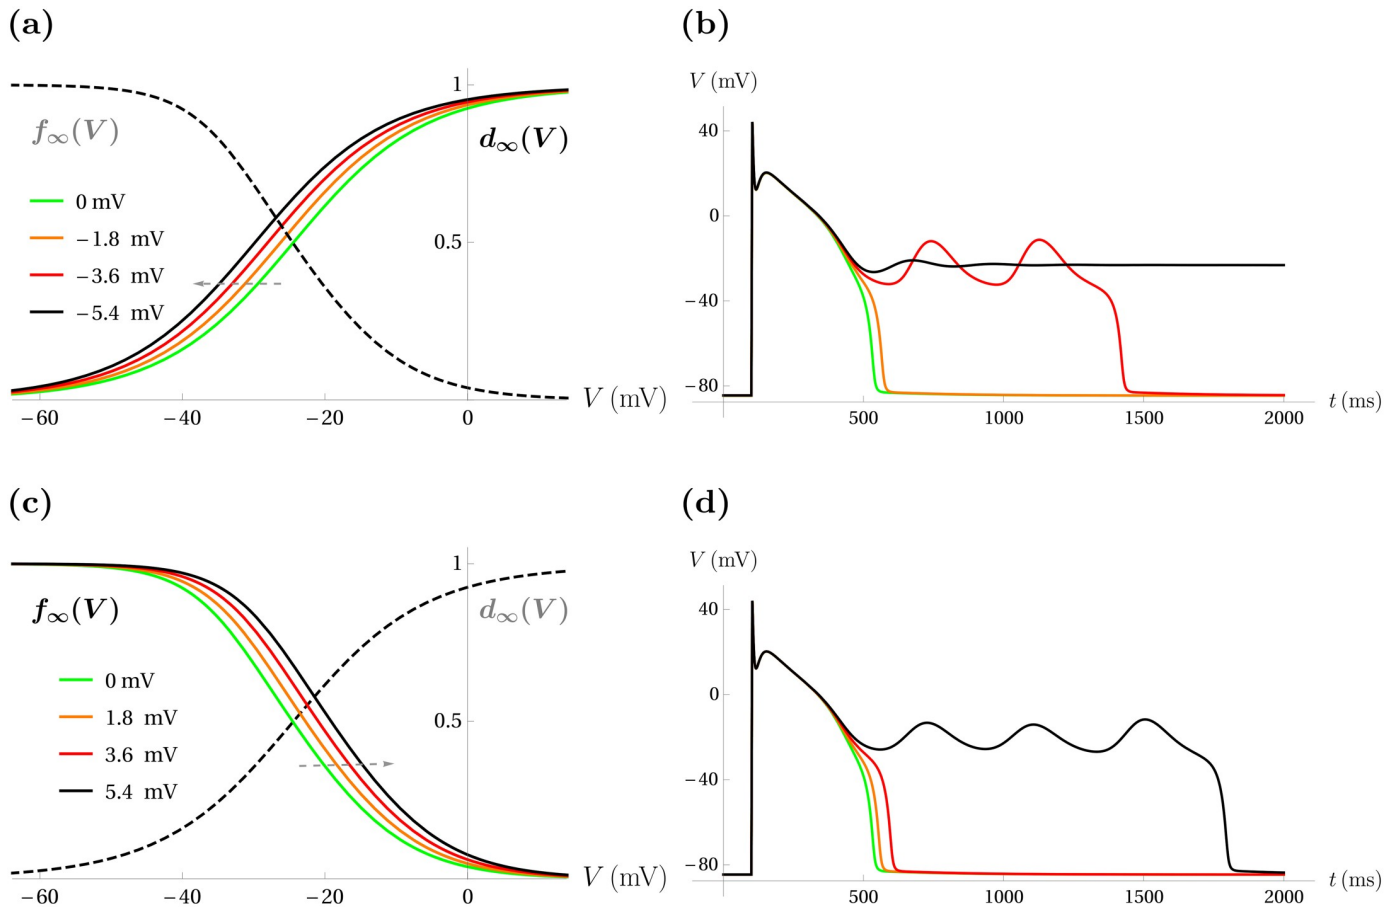 (a)
1
f∞(V)
d∞(V)
0 mV
−1.8 mV
0.5
−3.6 mV
−5.4 mV
V (mV)
−60 −40 −20 0
(b)
V (mV)
40
0
−40
−80
t (ms)
500 1000 1500 2000
(c)
1
f∞(V)
d∞(V)
0 mV
1.8 mV
0.5
3.6 mV
5.4 mV
V (mV)
−60 −40 −20 0
(d)
V (mV)
40
0
−40
−80
t (ms)
500 1000 1500 2000